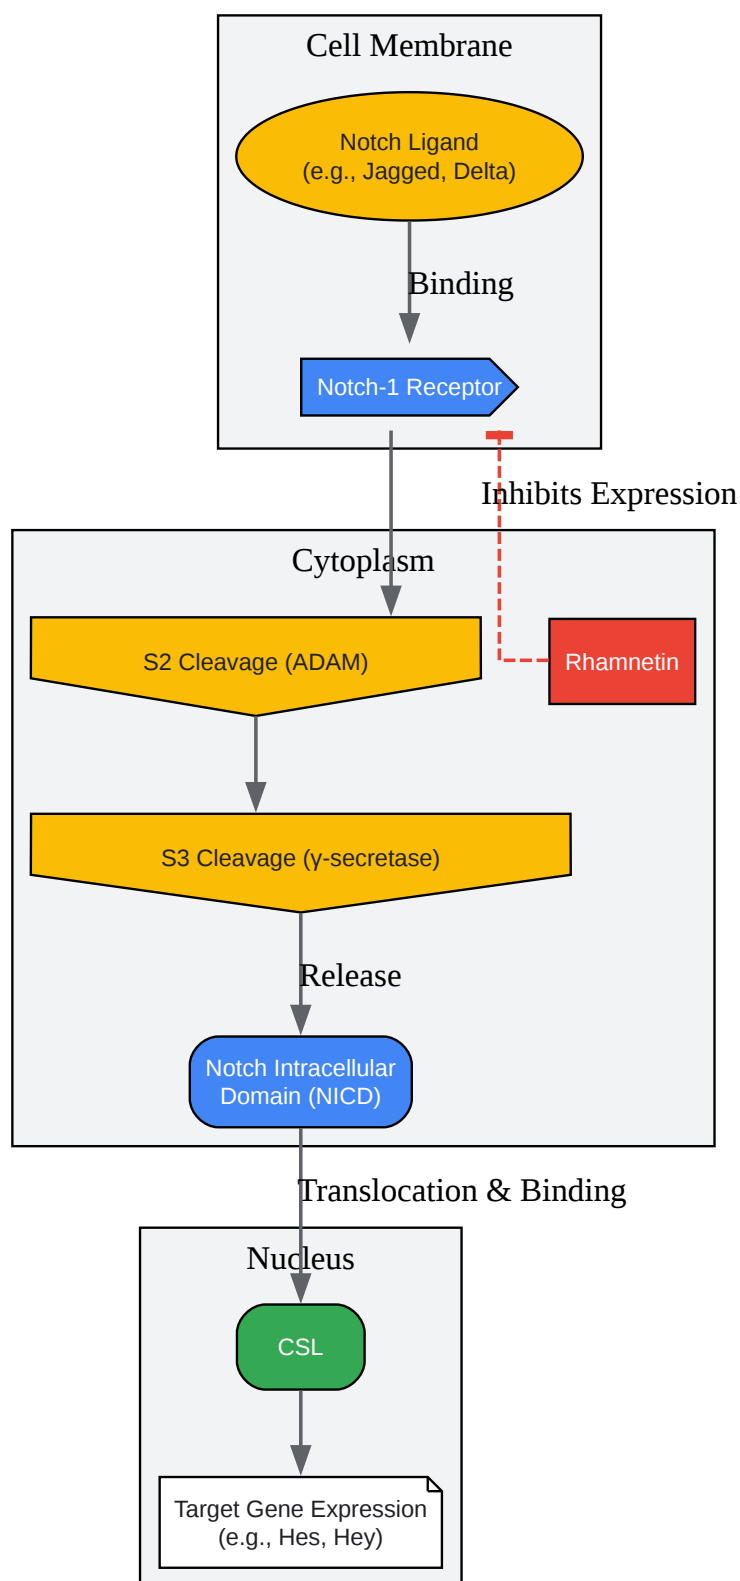 Cell Membrane
Notch Ligand
(e.g., Jagged, Delta)
Binding
Notch-1 Receptor
Inhibits Expression
Cytoplasm
S2 Cleavage (ADAM)
Rhamnetin
S3 Cleavage (γ-secretase)
Release
Notch Intracellular
Domain (NICD)
Translocation & Binding
Nucleus
CSL
Target Gene Expression
(e.g., Hes, Hey)